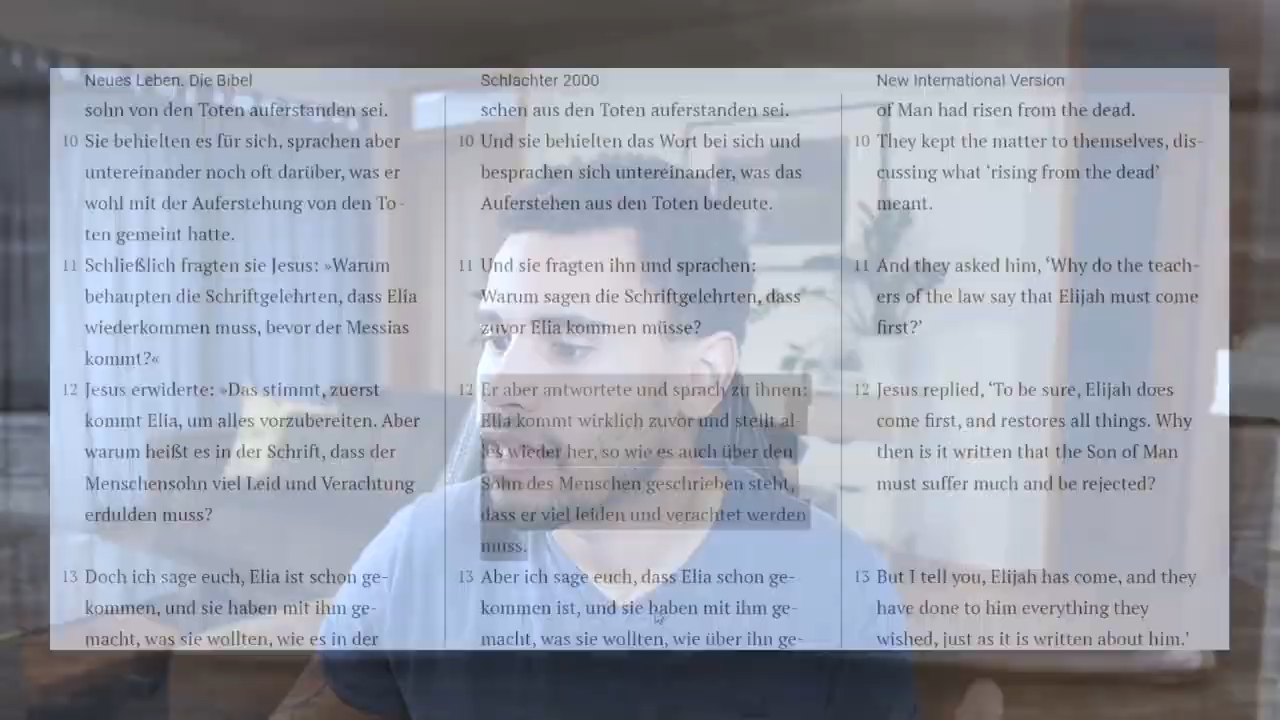 Neues Leben. Die Bibel
sohn von den Toten auferstanden sei.
10 Sie behielten es für sich, sprachen aber
untereinander noch oft darüber, was er
wohl mit der Auferstehung von den To-
ten gemeint hatte.
11 Schließlich fragten sie Jesus: »Warum
behaupten die Schriftgelehrten, dass Elia
wiederkommen muss, bevor der Messias
kommt?«
12 Jesus erwiderte: »Das stimmt, zuerst
kommt Elia, um alles vorzubereiten. Aber
warum heißt es in der Schrift, dass der
Menschensohn viel Leid und Verachtung
erdulden muss?
13 Doch ich sage euch, Elia ist schon ge-
kommen, und sie haben mit ihm ge-
macht, was sie wollten, wie es in der
Schlachter 2000
schen aus den Toten auferstanden sei.
10 Und sie behielten das Wort bei sich und
besprachen sich untereinander, was das
Auferstehen aus den Toten bedeute.
11 Und sie fragten ihn und sprachen:
Warum sagen die Schriftgelehrten, dass
zuvor Elia kommen müsse?
12 Er aber antwortete und sprach zu ihnen:
Elia kommt wirklich zuvor und stellt al-
les wieder her, so wie es auch über den
Sohn des Menschen geschrieben steht,
dass er viel leiden und verachtet werden
muss.
13 Aber ich sage euch, dass Elia schon ge-
kommen ist, und sie haben mit ihm ge-
macht, was sie wollten, wie über ihn ge-
New International Version
of Man had risen from the dead.
10 They kept the matter to themselves, dis-
cussing what ‘rising from the dead’
meant.
11 And they asked him, ‘Why do the teach-
ers of the law say that Elijah must come
first?’
12 Jesus replied, ‘To be sure, Elijah does
come first, and restores all things. Why
then is it written that the Son of Man
must suffer much and be rejected?
13 But I tell you, Elijah has come, and they
have done to him everything they
wished, just as it is written about him.’